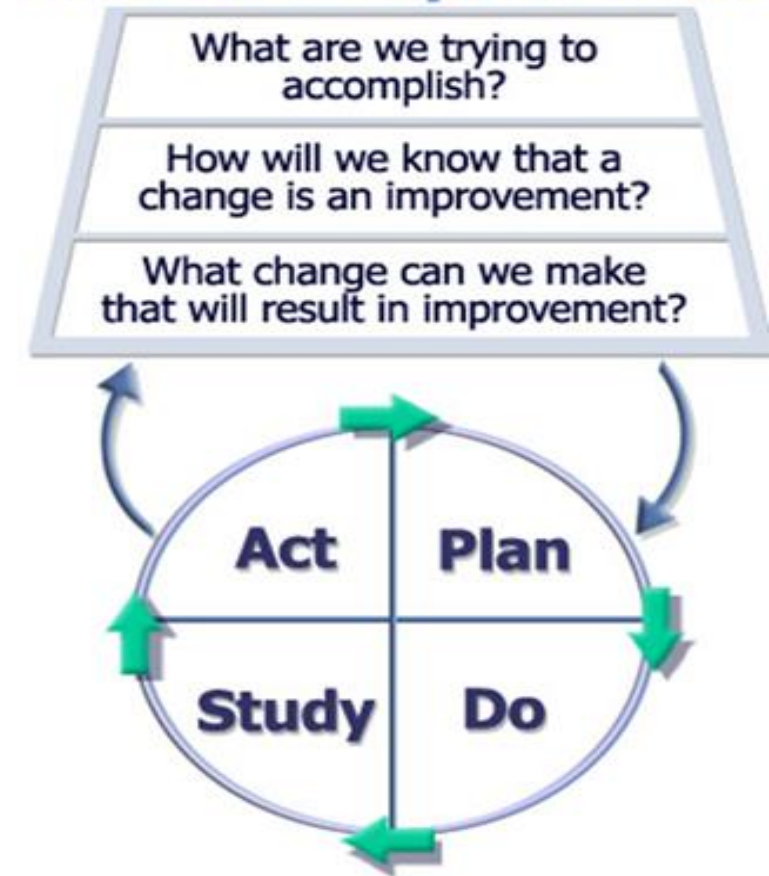 What are we trying to
accomplish?
How will we know that a
change is an improvement?
What change can we make
that will result in improvement?
Act
Plan
Study
Do